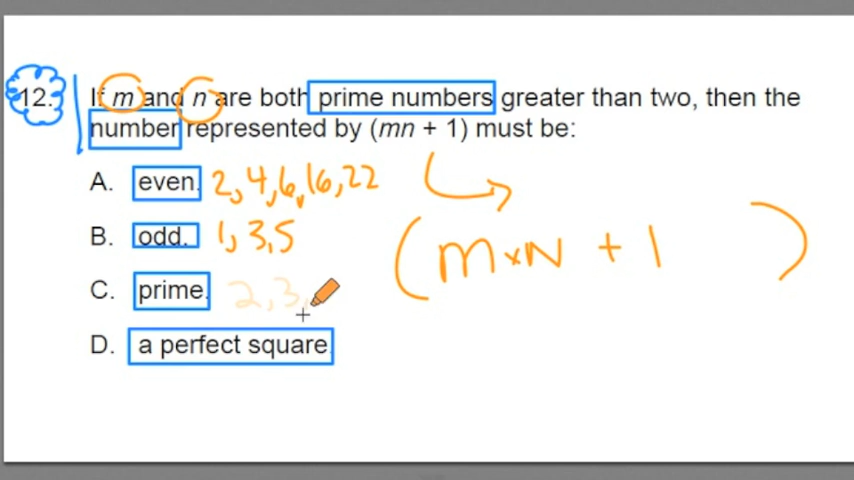 12. If m and n are both prime numbers greater than two, then the
number represented by (mn + 1) must be:
A. even. 2, 4, 6, 16, 22
B. odd. 1, 3, 5
(m x N + 1 )
C. prime. 2, 3,
D. a perfect square